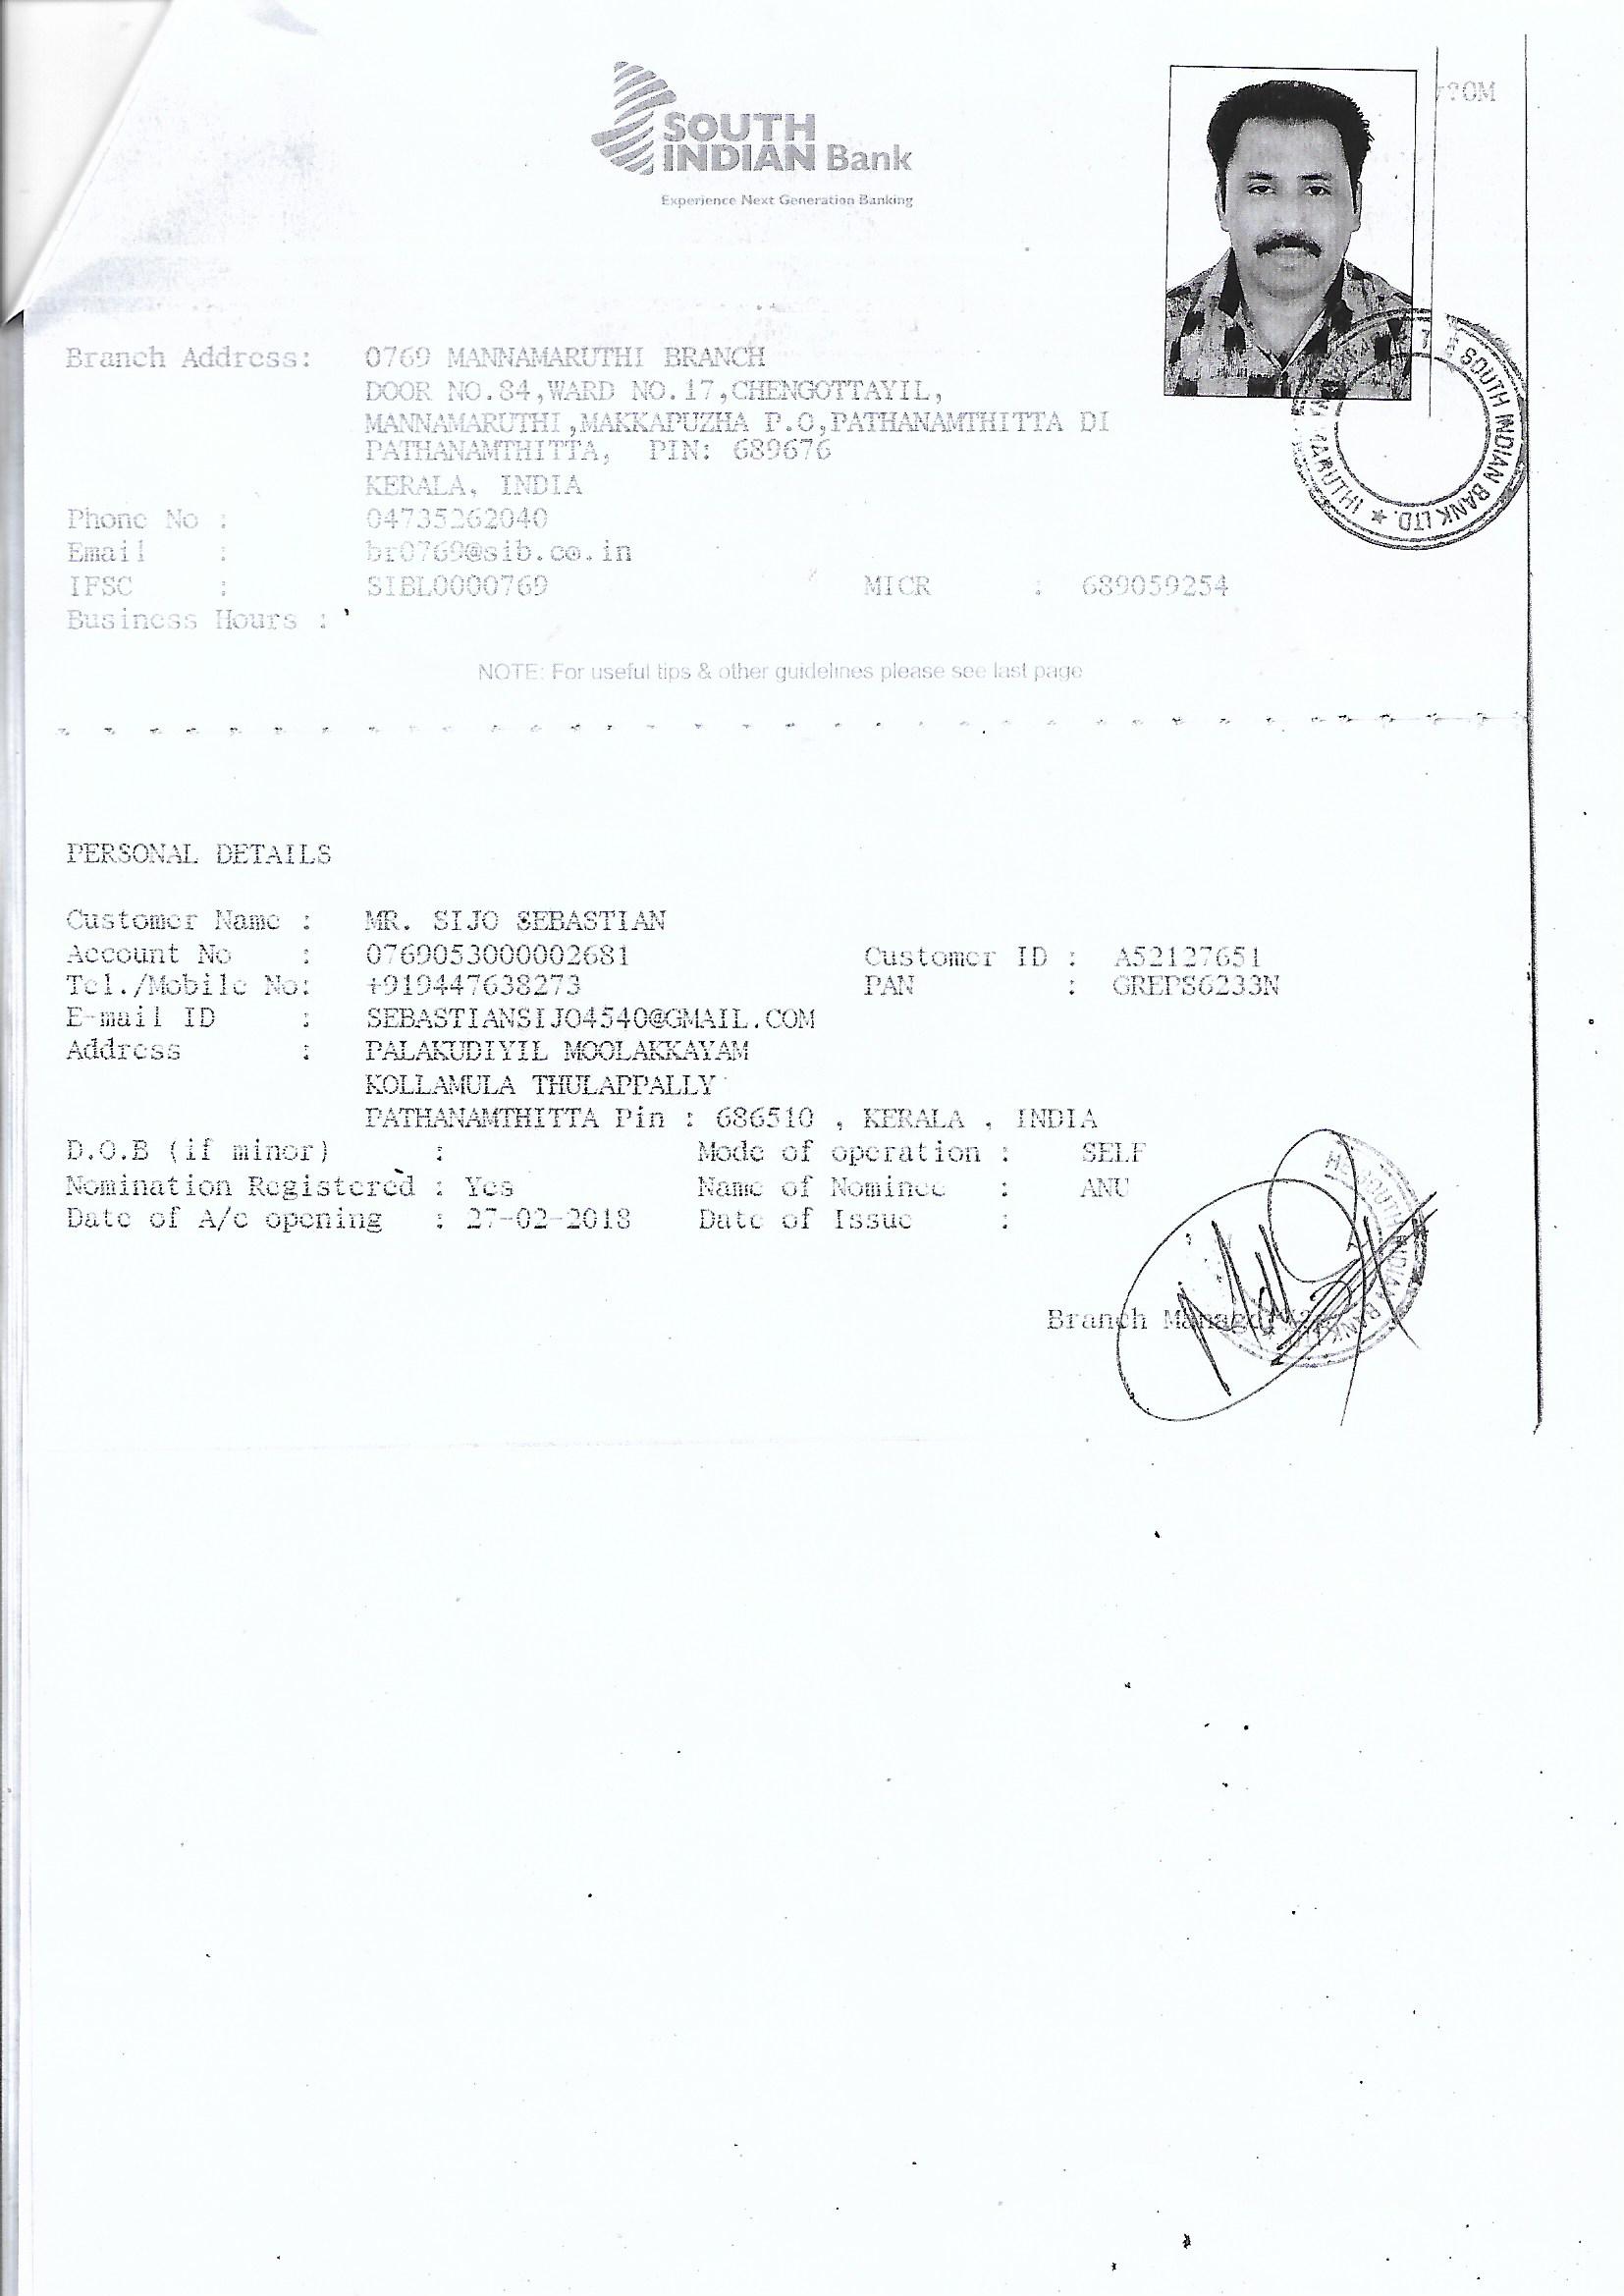 SOUTH
INDIAN Bank
Experience Next Generation Banking
Branch Address: 0769 MANNAMARUTHI BRANCH
DOOR NO.84,WARD NO.17,CHENGOTTAYIL,
MANNAMARUTHI,MAKKAPUZHA P.O,PATHANAMTHITTA DI
PATHANAMTHITTA, PIN: 689676
KERALA, INDIA
Phone No : 04735262040
Email : br0769@sib.co.in
IFSC : SIBL0000769 MICR : 689059254
Business Hours :
SOUTH INDIAN BANK LTD.
NOTE: For useful tips & other guidelines please see last page
PERSONAL DETAILS
Customer Name : MR. SIJO SEBASTIAN
Account No : 0769053000002681 Customer ID : A52127651
Tel./Mobile No: +919447638273 PAN : GREPS6233N
E-mail ID : SEBASTIANSIJO4540@GMAIL.COM
Address : PALAKUDIYIL MOOLAKKAYAM
KOLLAMULA THULAPPALLY
PATHANAMTHITTA Pin : 686510 , KERALA , INDIA
D.O.B (if minor) : Mode of operation : SELF
Nomination Registered : Yes Name of Nominee : ANU
Date of A/c opening : 27-02-2018 Date of Issue :
Branch Manager